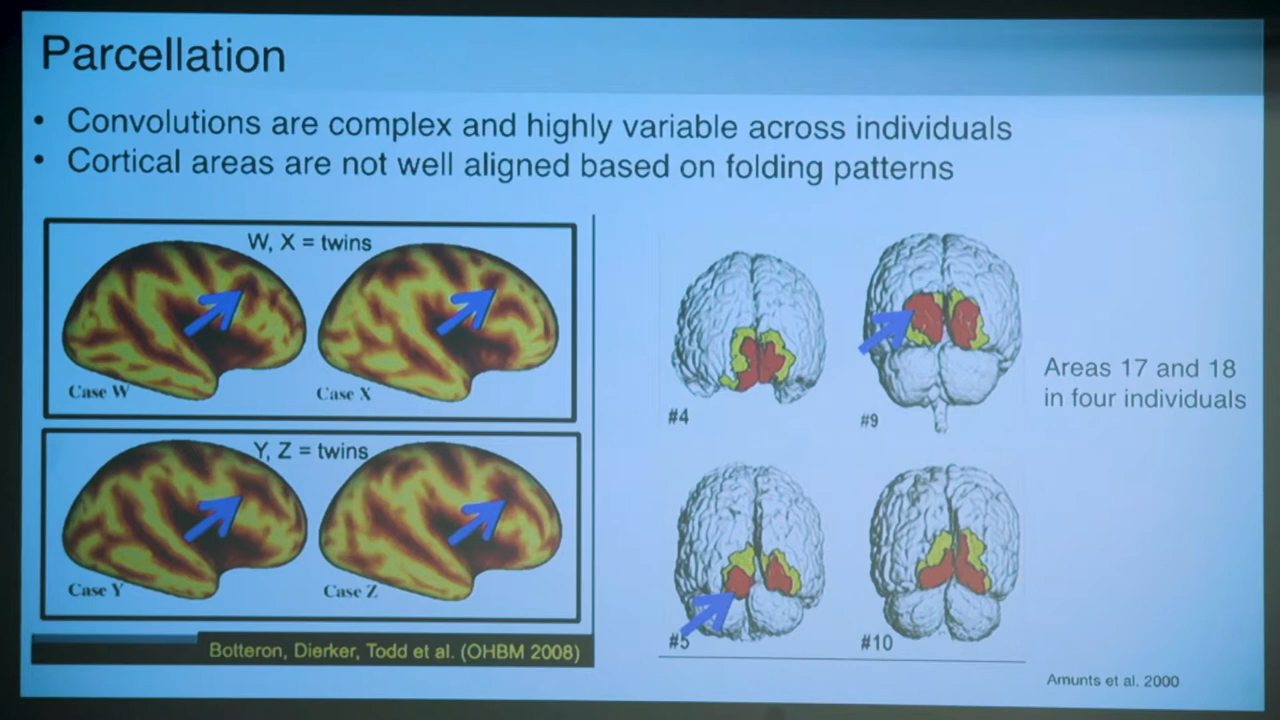 Parcellation
• Convolutions are complex and highly variable across individuals
• Cortical areas are not well aligned based on folding patterns
W, X = twins
Case W
Case X
Y, Z = twins
Case Y
Case Z
Botteron, Dierker, Todd et al. (OHBM 2008)
#4
#9
#5
#10
Areas 17 and 18
in four individuals
Amunts et al. 2000